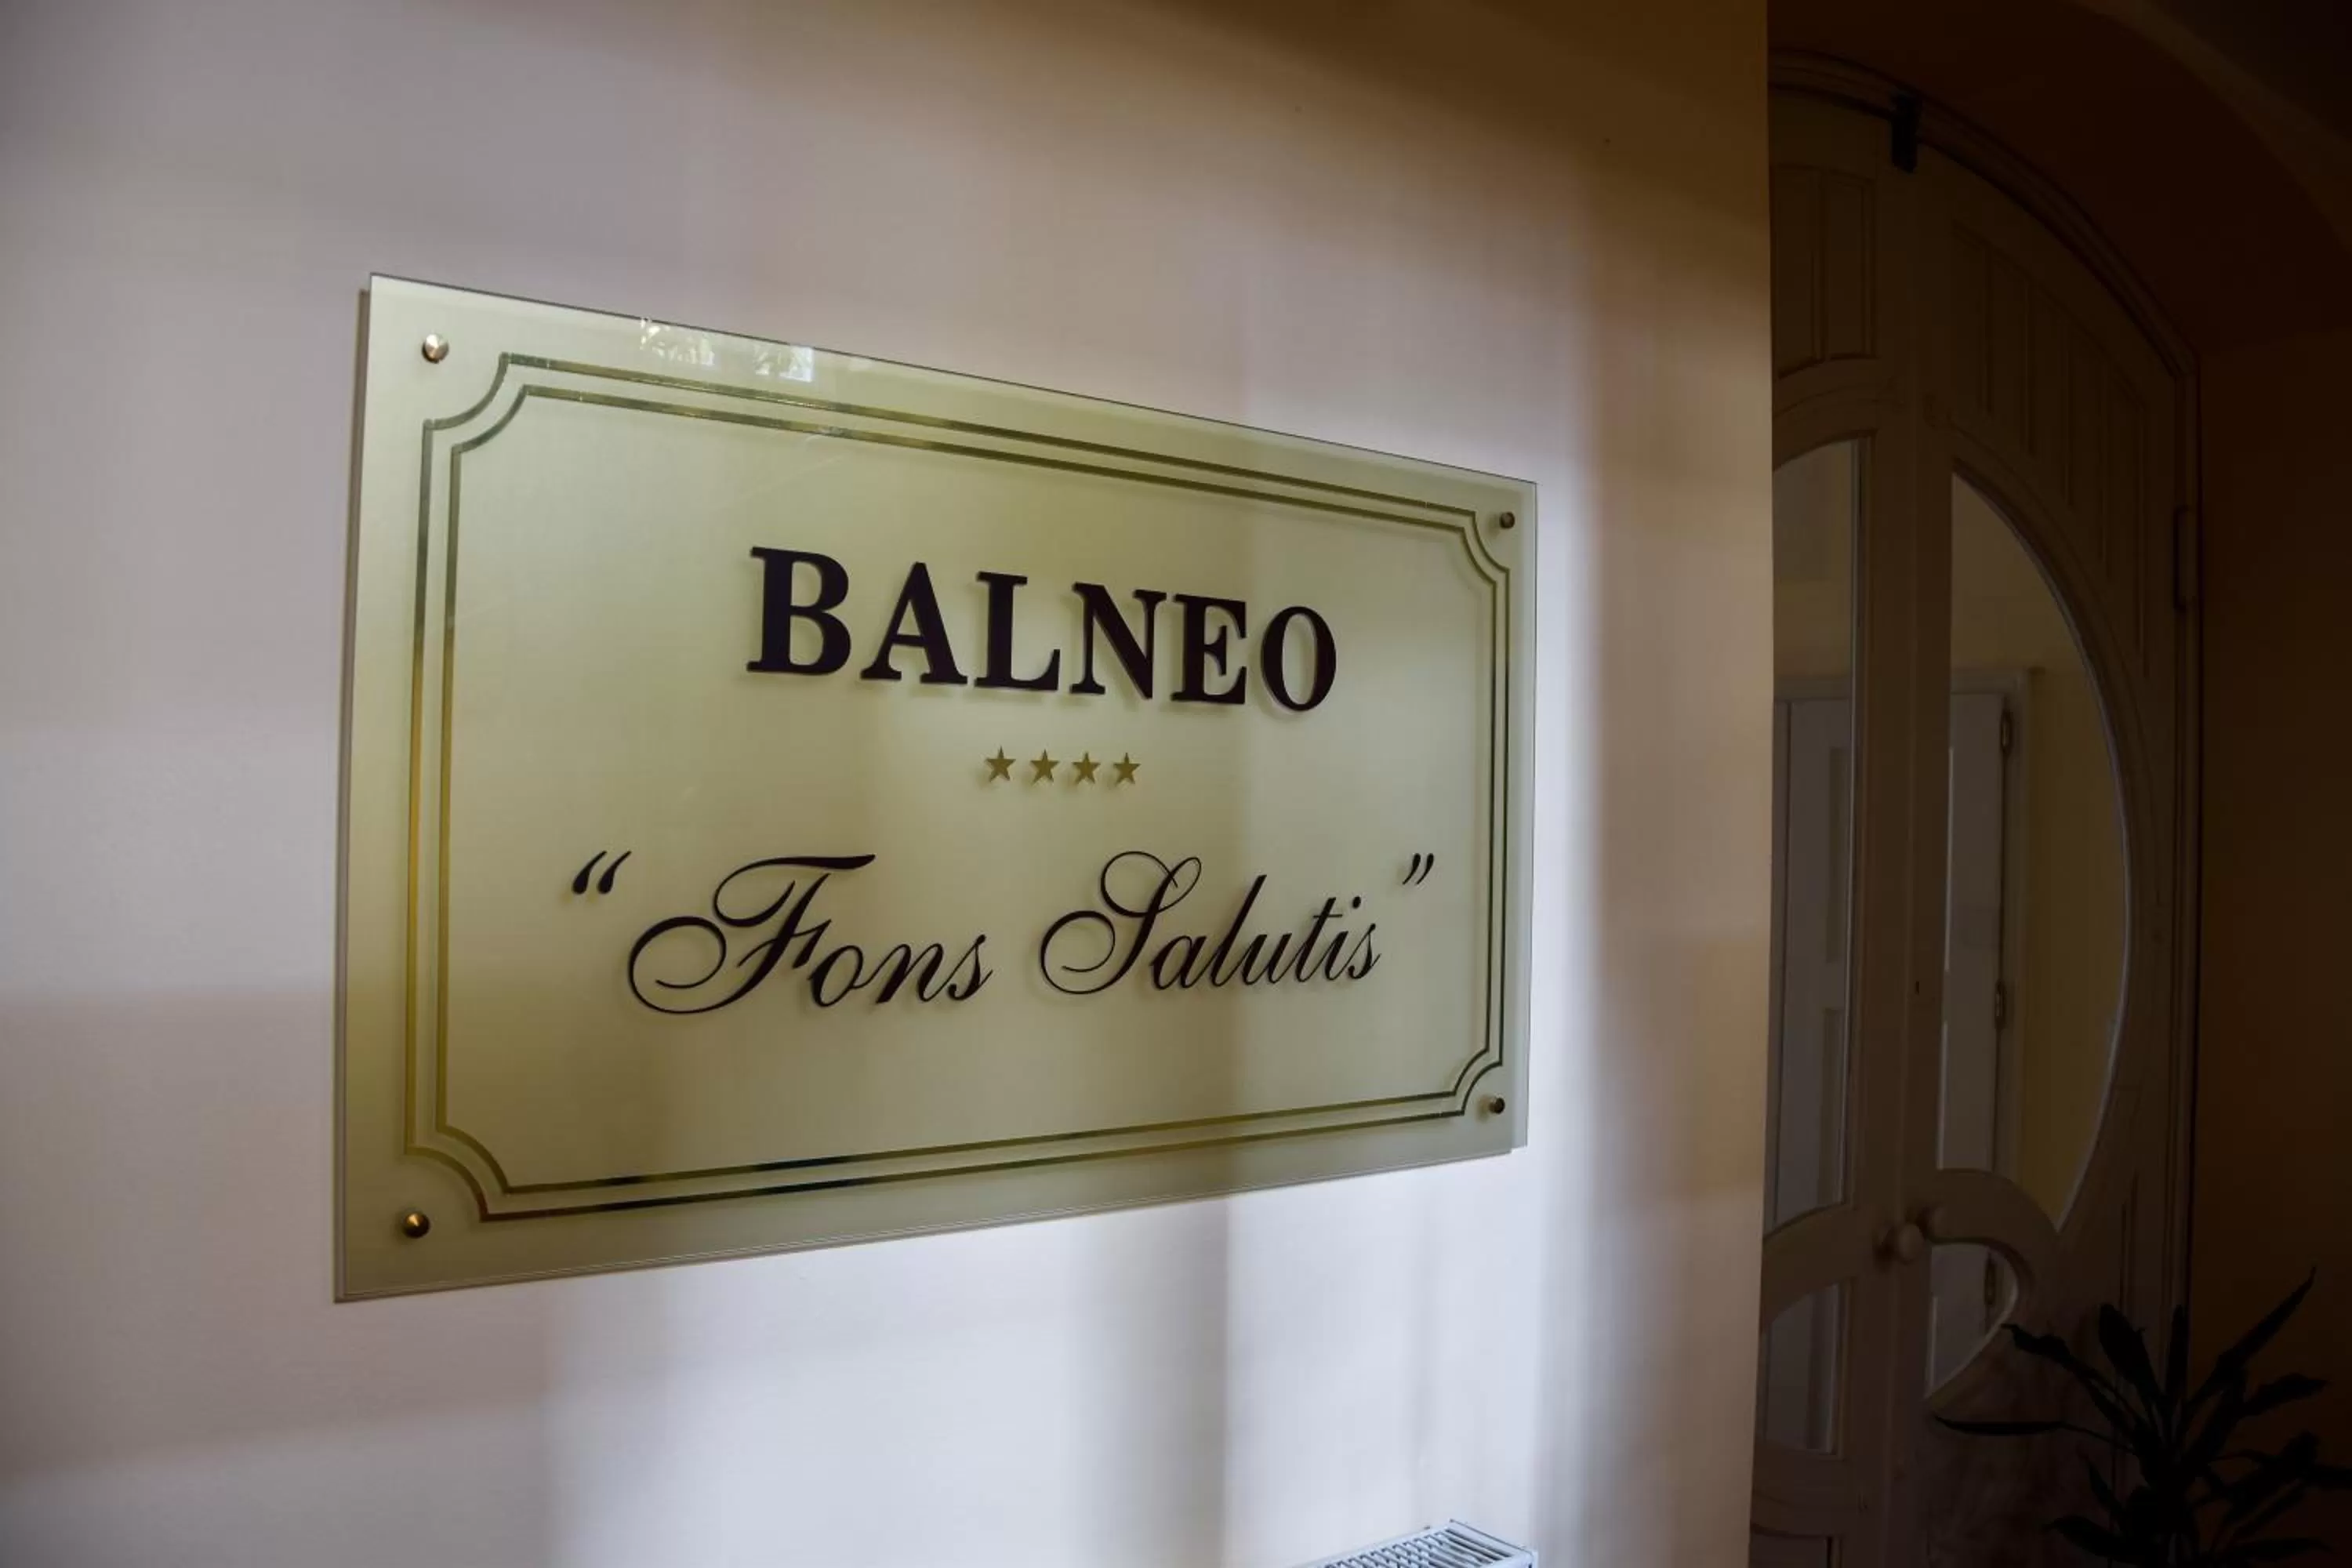 BALNEO
★★★★
“Fons Salutis”